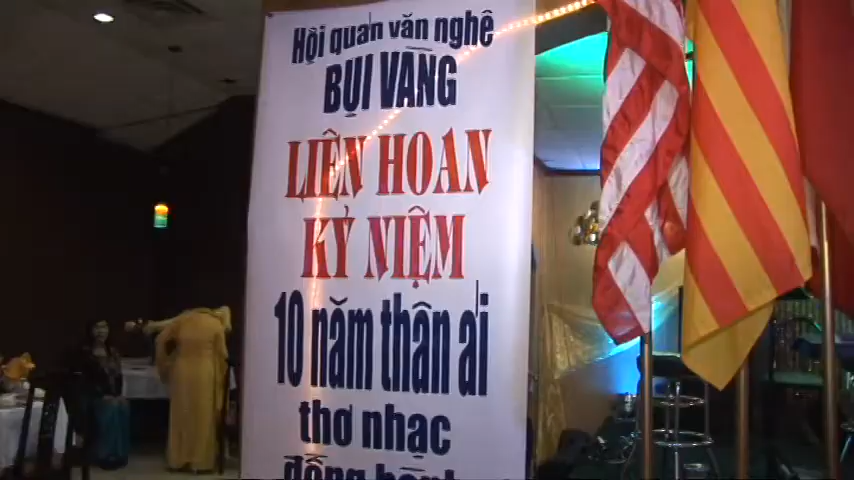 Hội quán văn nghệ
BỤI VÀNG
LIÊN HOAN
KỶ NIỆM
10 năm thân ái
thơ nhạc